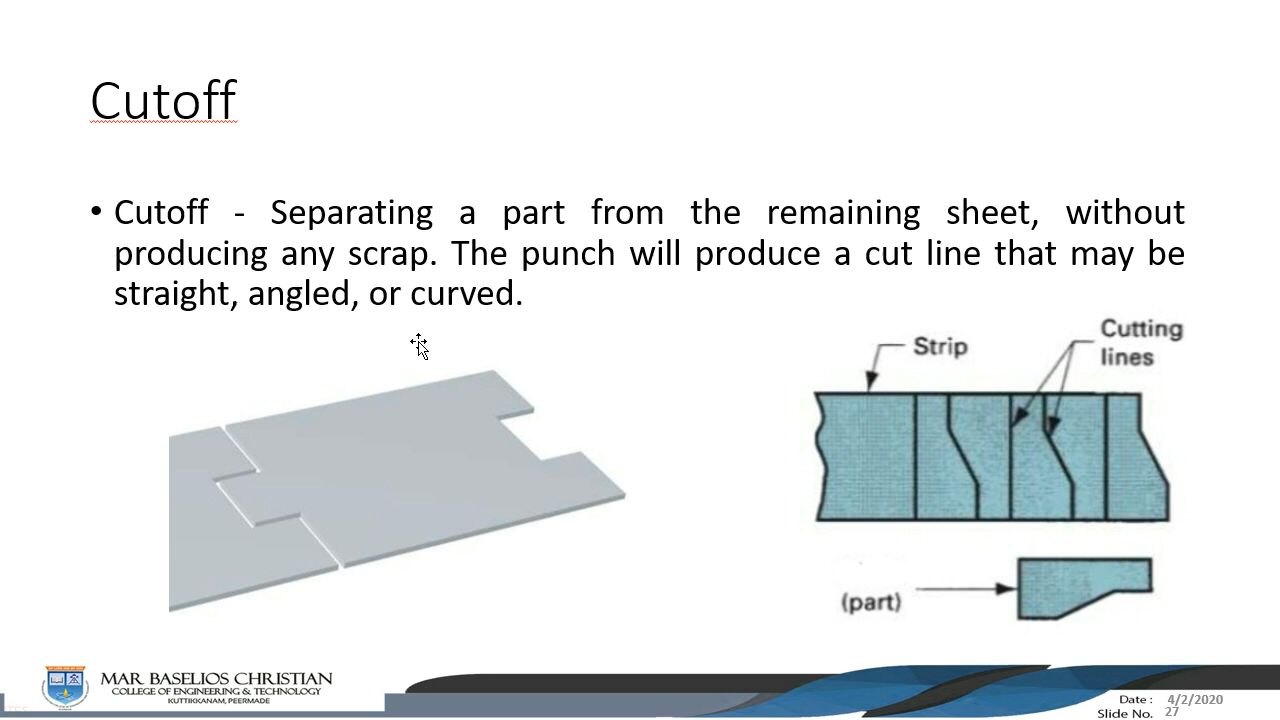 Cutoff
• Cutoff - Separating a part from the remaining sheet, without
producing any scrap. The punch will produce a cut line that may be
straight, angled, or curved.
Strip
Cutting
lines
(part)
MAR BASELIOS CHRISTIAN
COLLEGE OF ENGINEERING & TECHNOLOGY
KUTTIKKANAM, PEERMADE
Date : 4/2/2020
Slide No. 27